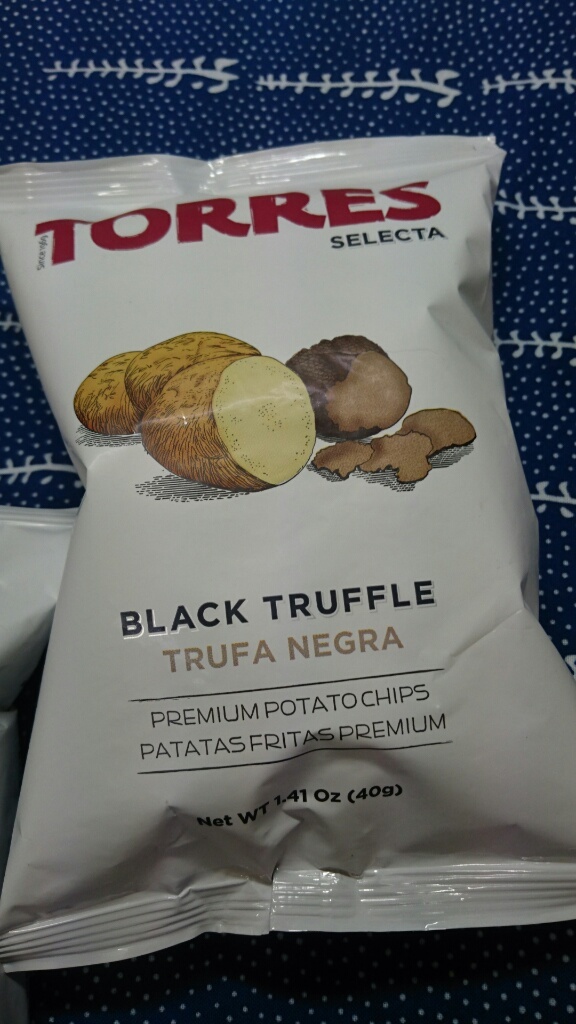 TORRES
SELECTA
BLACK TRUFFLE
TRUFA NEGRA
PREMIUM POTATO CHIPS
PATATAS FRITAS PREMIUM
Net WT 1.41 Oz (40g)